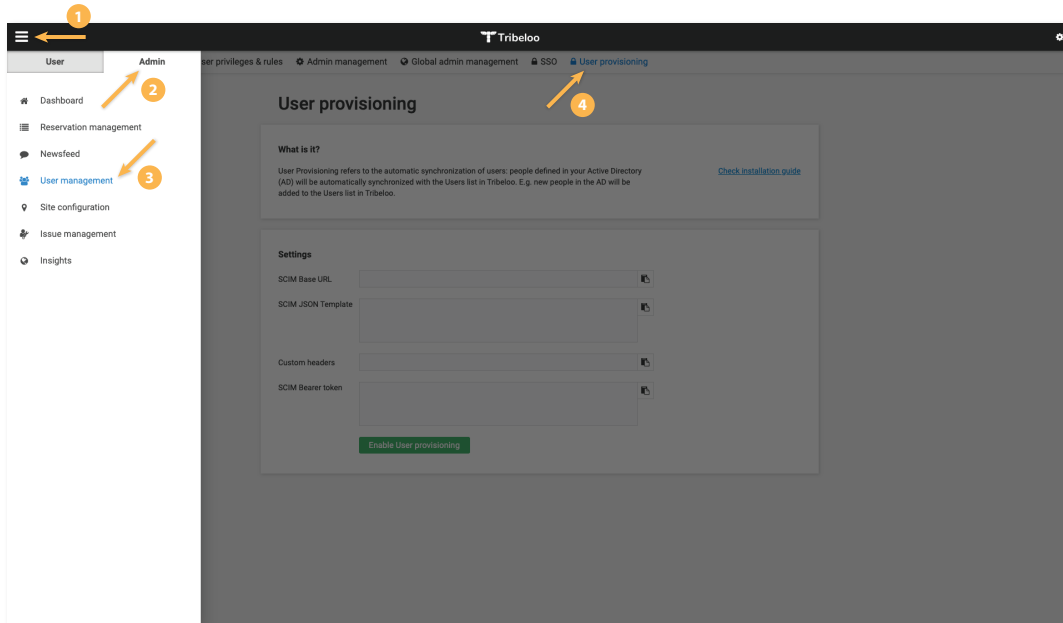 1
Tribeloo
User Admin
ser privileges & rules Admin management Global admin management SSO User provisioning
2
4
Dashboard
Reservation management
Newsfeed
User management
3
Site configuration
Issue management
Insights
User provisioning
What is it?
User Provisioning refers to the automatic synchronization of users: people defined in your Active Directory
(AD) will be automatically synchronized with the Users list in Tribeloo. E.g. new people in the AD will be
added to the Users list in Tribeloo.
Check installation guide
Settings
SCIM Base URL
SCIM JSON Template
Custom headers
SCIM Bearer token
Enable User provisioning